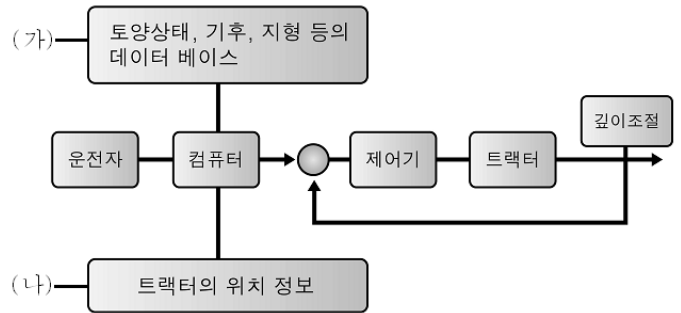 (가)
토양상태, 기후, 지형 등의
데이터 베이스
깊이조절
운전자
컴퓨터
제어기
트랙터
(나)
트랙터의 위치 정보